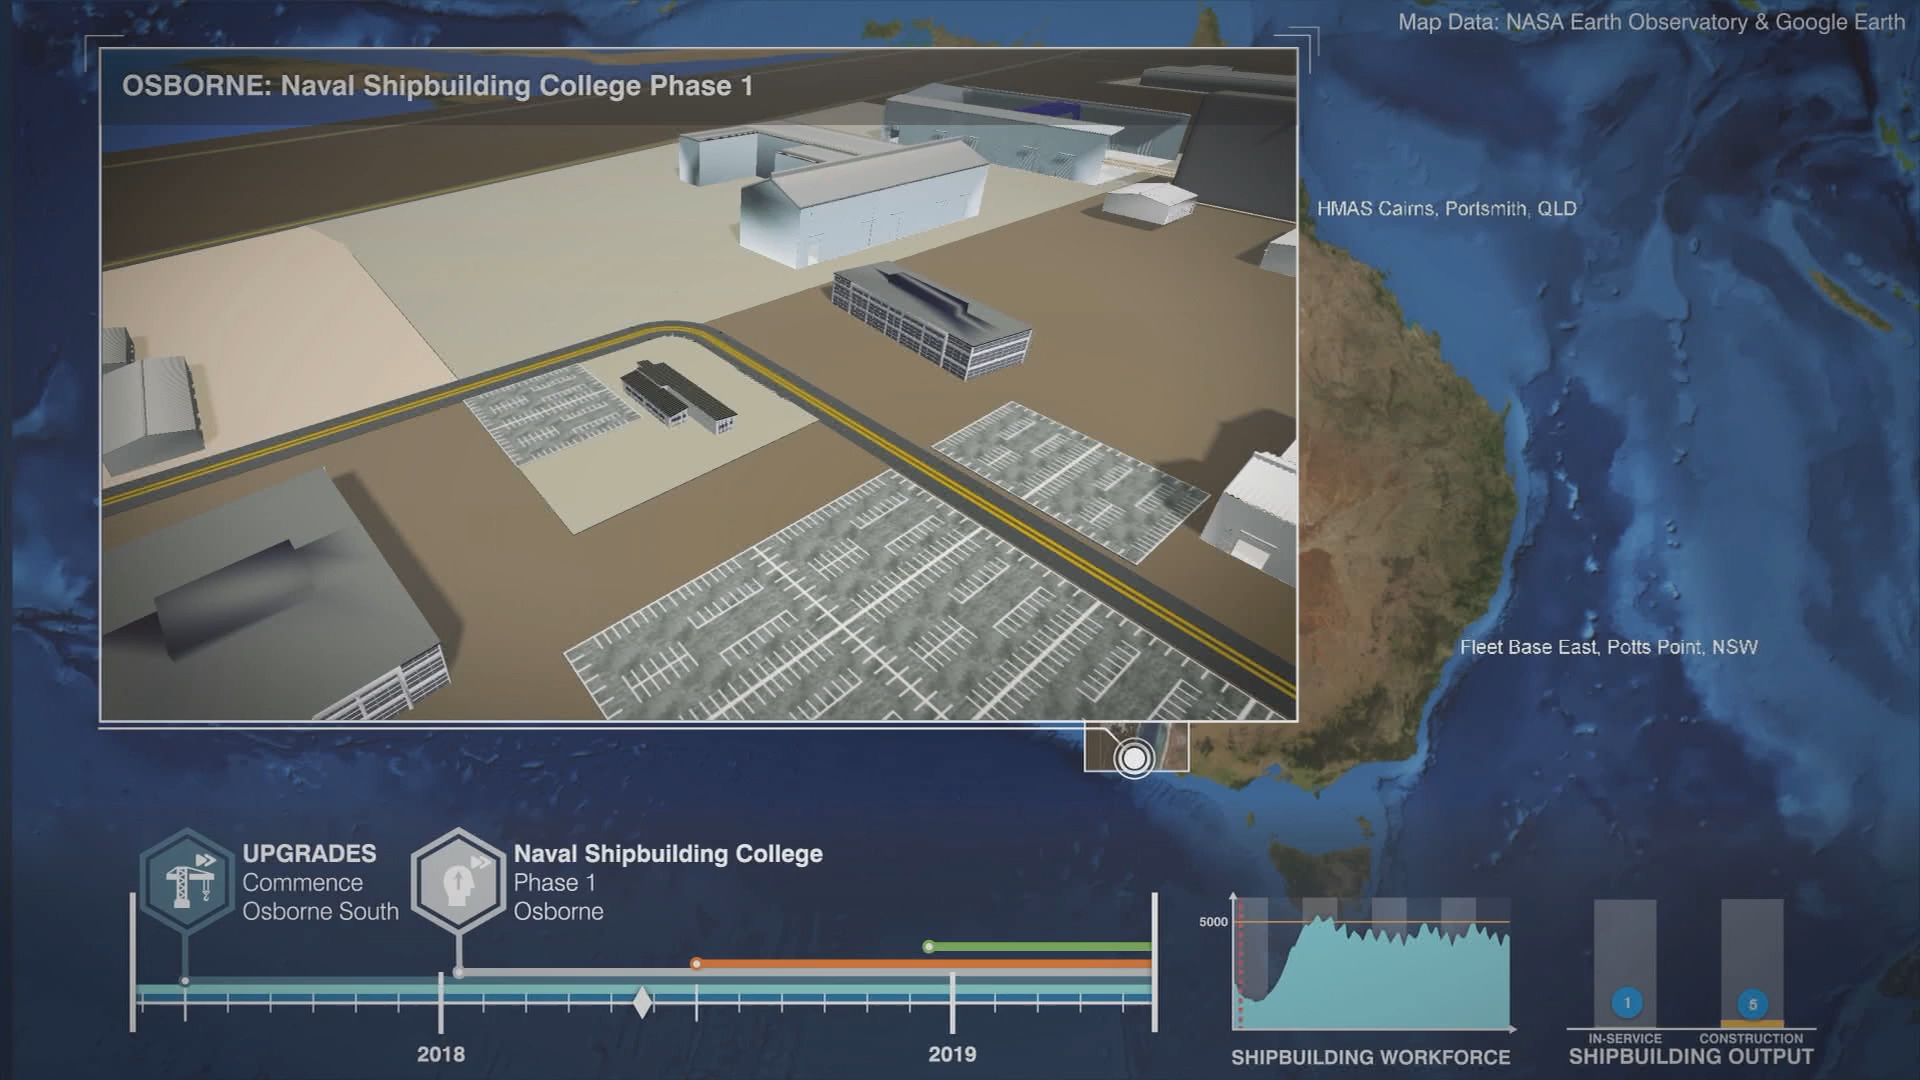 Map Data: NASA Earth Observatory & Google Earth
OSBORNE: Naval Shipbuilding College Phase 1
HMAS Cairns, Portsmith, QLD
Fleet Base East, Potts Point, NSW
UPGRADES
Commence
Osborne South
Naval Shipbuilding College
Phase 1
Osborne
2018
2019
5000
SHIPBUILDING WORKFORCE
1
5
IN-SERVICE
CONSTRUCTION
SHIPBUILDING OUTPUT